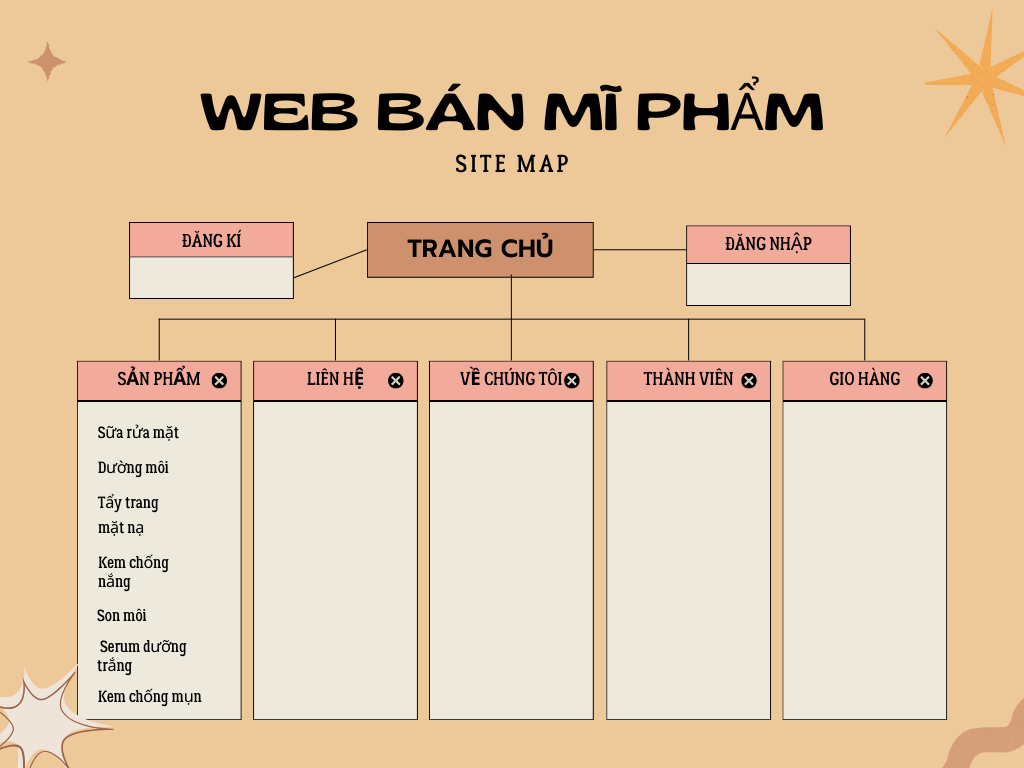 WEB BÁN MĨ PHẨM
SITE MAP
ĐĂNG KÍ
TRANG CHỦ
ĐĂNG NHẬP
SẢN PHẨM
LIÊN HỆ
VỀ CHÚNG TÔI
THÀNH VIÊN
GIO HÀNG
Sữa rửa mặt
Dường môi
Tẩy trang
mặt nạ
Kem chống
nắng
Son môi
Serum dưỡng
trắng
Kem chống mụn